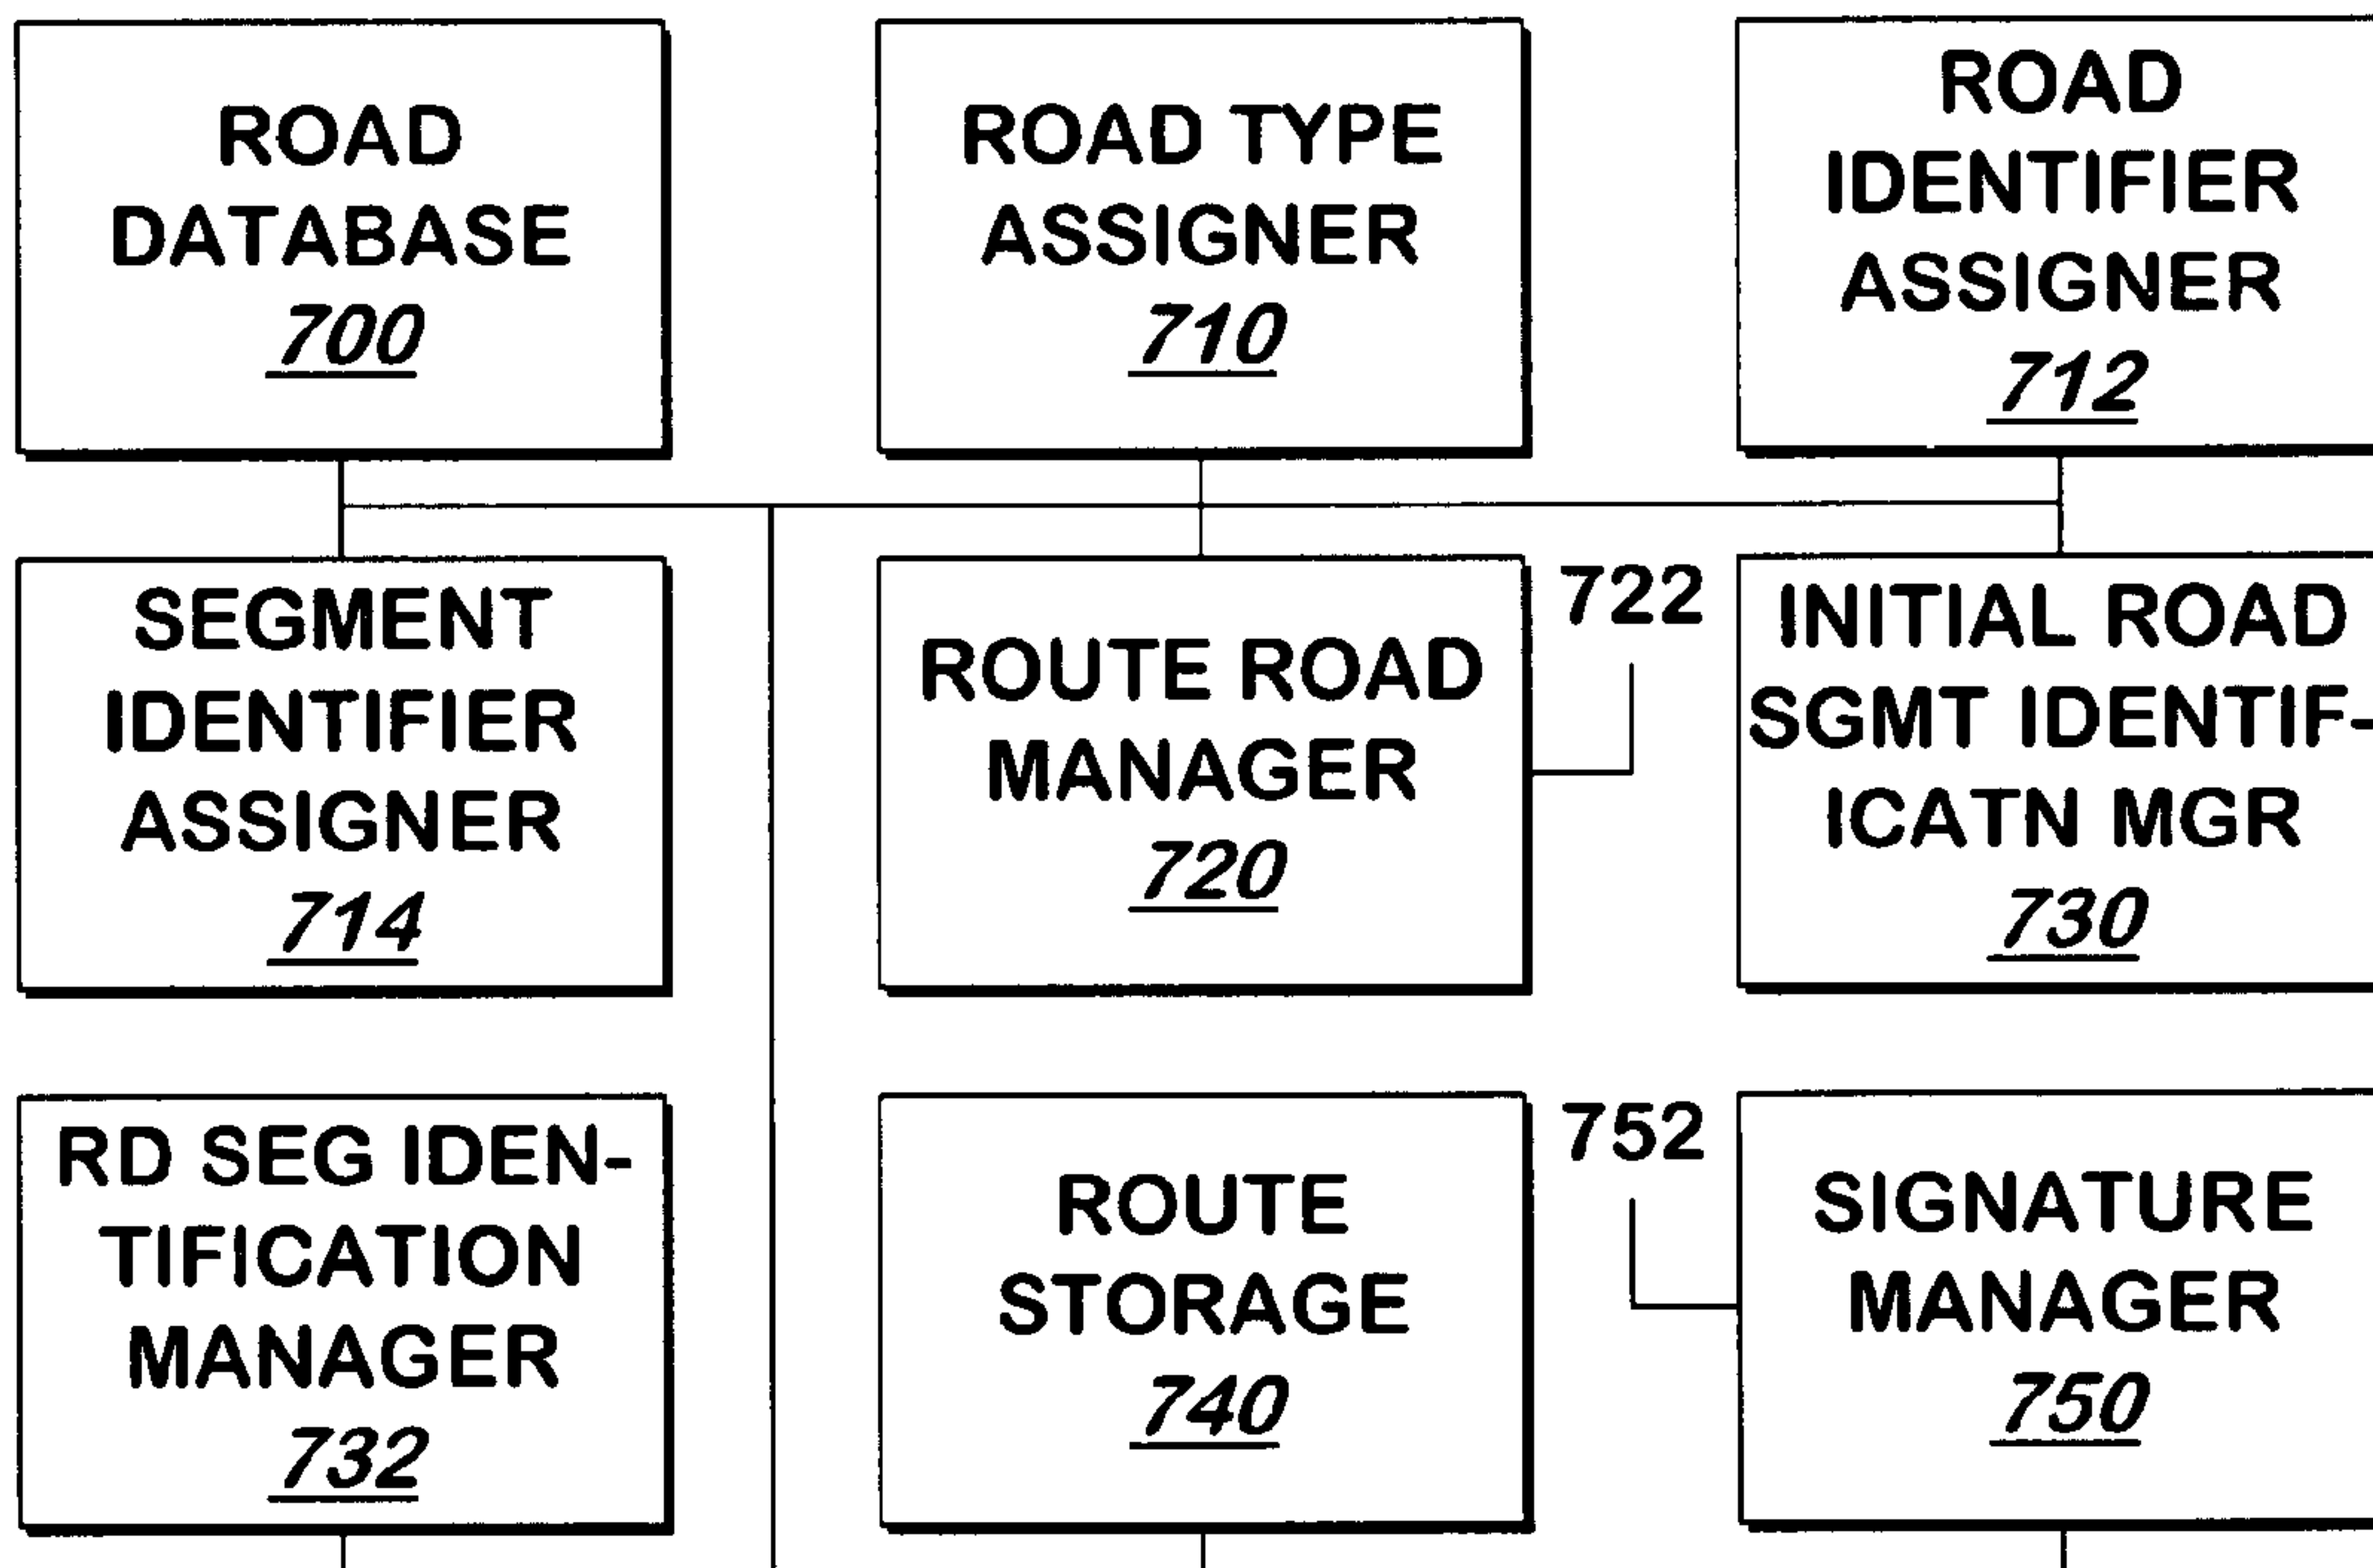 ROAD
DATABASE
700
ROAD TYPE
ASSIGNER
710
ROAD
IDENTIFIER
ASSIGNER
712
SEGMENT
IDENTIFIER
ASSIGNER
714
ROUTE ROAD
MANAGER
720
722
INITIAL ROAD
SGMT IDENTIF-
ICATN MGR
730
RD SEG IDEN-
TIFICATION
MANAGER
732
ROUTE
STORAGE
740
752
SIGNATURE
MANAGER
750